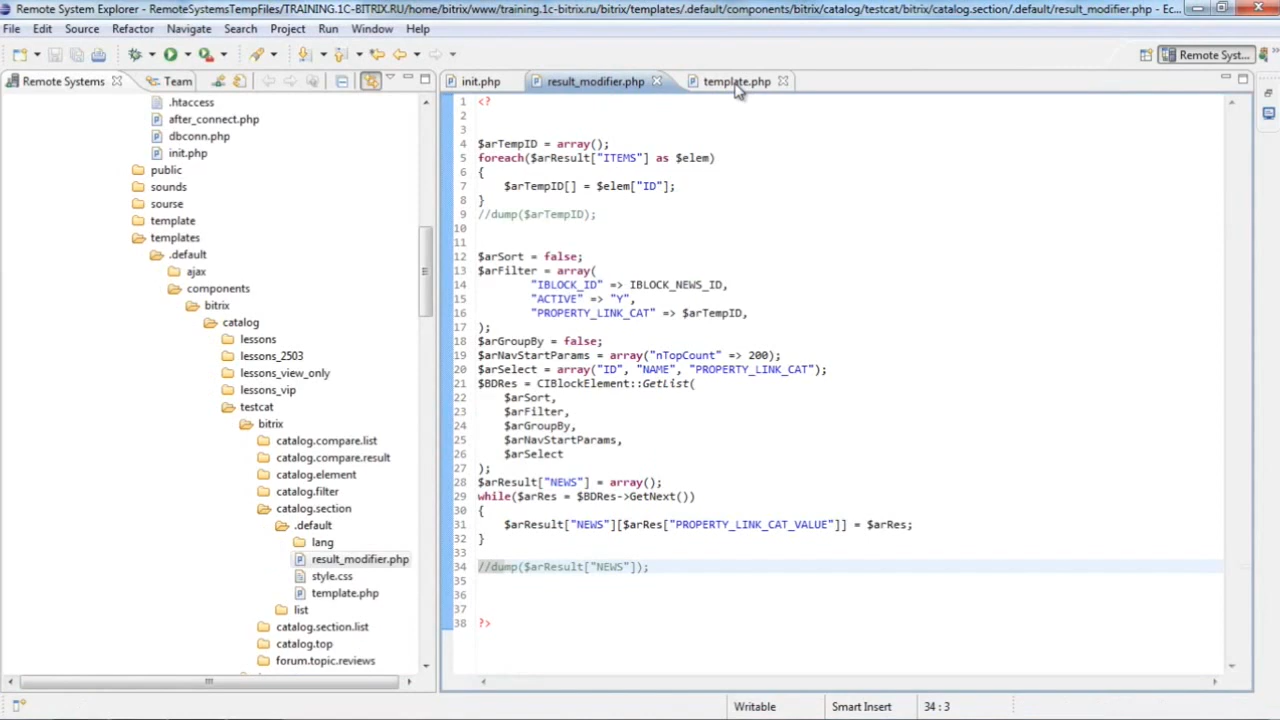 Remote System Explorer - RemoteSystemsTempFiles/TRAINING.1C-BITRIX.RU/home/bitrix/www/training.1c-bitrix.ru/bitrix/templates/.default/components/bitrix/catalog/testcat/bitrix/catalog.section/.default/result_modifier.php - Ec...
File Edit Source Refactor Navigate Search Project Run Window Help
Remote Syst...
Remote Systems Team
init.php result_modifier.php template.php
.htaccess
after_connect.php
dbconn.php
init.php
public
sounds
sourse
template
templates
.default
ajax
components
bitrix
catalog
lessons
lessons_2503
lessons_view_only
lessons_vip
testcat
bitrix
catalog.compare.list
catalog.compare.result
catalog.element
catalog.filter
catalog.section
.default
lang
result_modifier.php
style.css
template.php
list
catalog.section.list
catalog.top
forum.topic.reviews
1 <?
2
3
4 $arTempID = array();
5 foreach($arResult["ITEMS"] as $elem)
6 {
7 $arTempID[] = $elem["ID"];
8 }
9 //dump($arTempID);
10
11
12 $arSort = false;
13 $arFilter = array(
14 "IBLOCK_ID" => IBLOCK_NEWS_ID,
15 "ACTIVE" => "Y",
16 "PROPERTY_LINK_CAT" => $arTempID,
17 );
18 $arGroupBy = false;
19 $arNavStartParams = array("nTopCount" => 200);
20 $arSelect = array("ID", "NAME", "PROPERTY_LINK_CAT");
21 $BDRes = CIBlockElement::GetList(
22 $arSort,
23 $arFilter,
24 $arGroupBy,
25 $arNavStartParams,
26 $arSelect
27 );
28 $arResult["NEWS"] = array();
29 while($arRes = $BDRes->GetNext())
30 {
31 $arResult["NEWS"][$arRes["PROPERTY_LINK_CAT_VALUE"]] = $arRes;
32 }
33
34 //dump($arResult["NEWS"]);
35
36
37
38 ?>
Writable Smart Insert 34 : 3